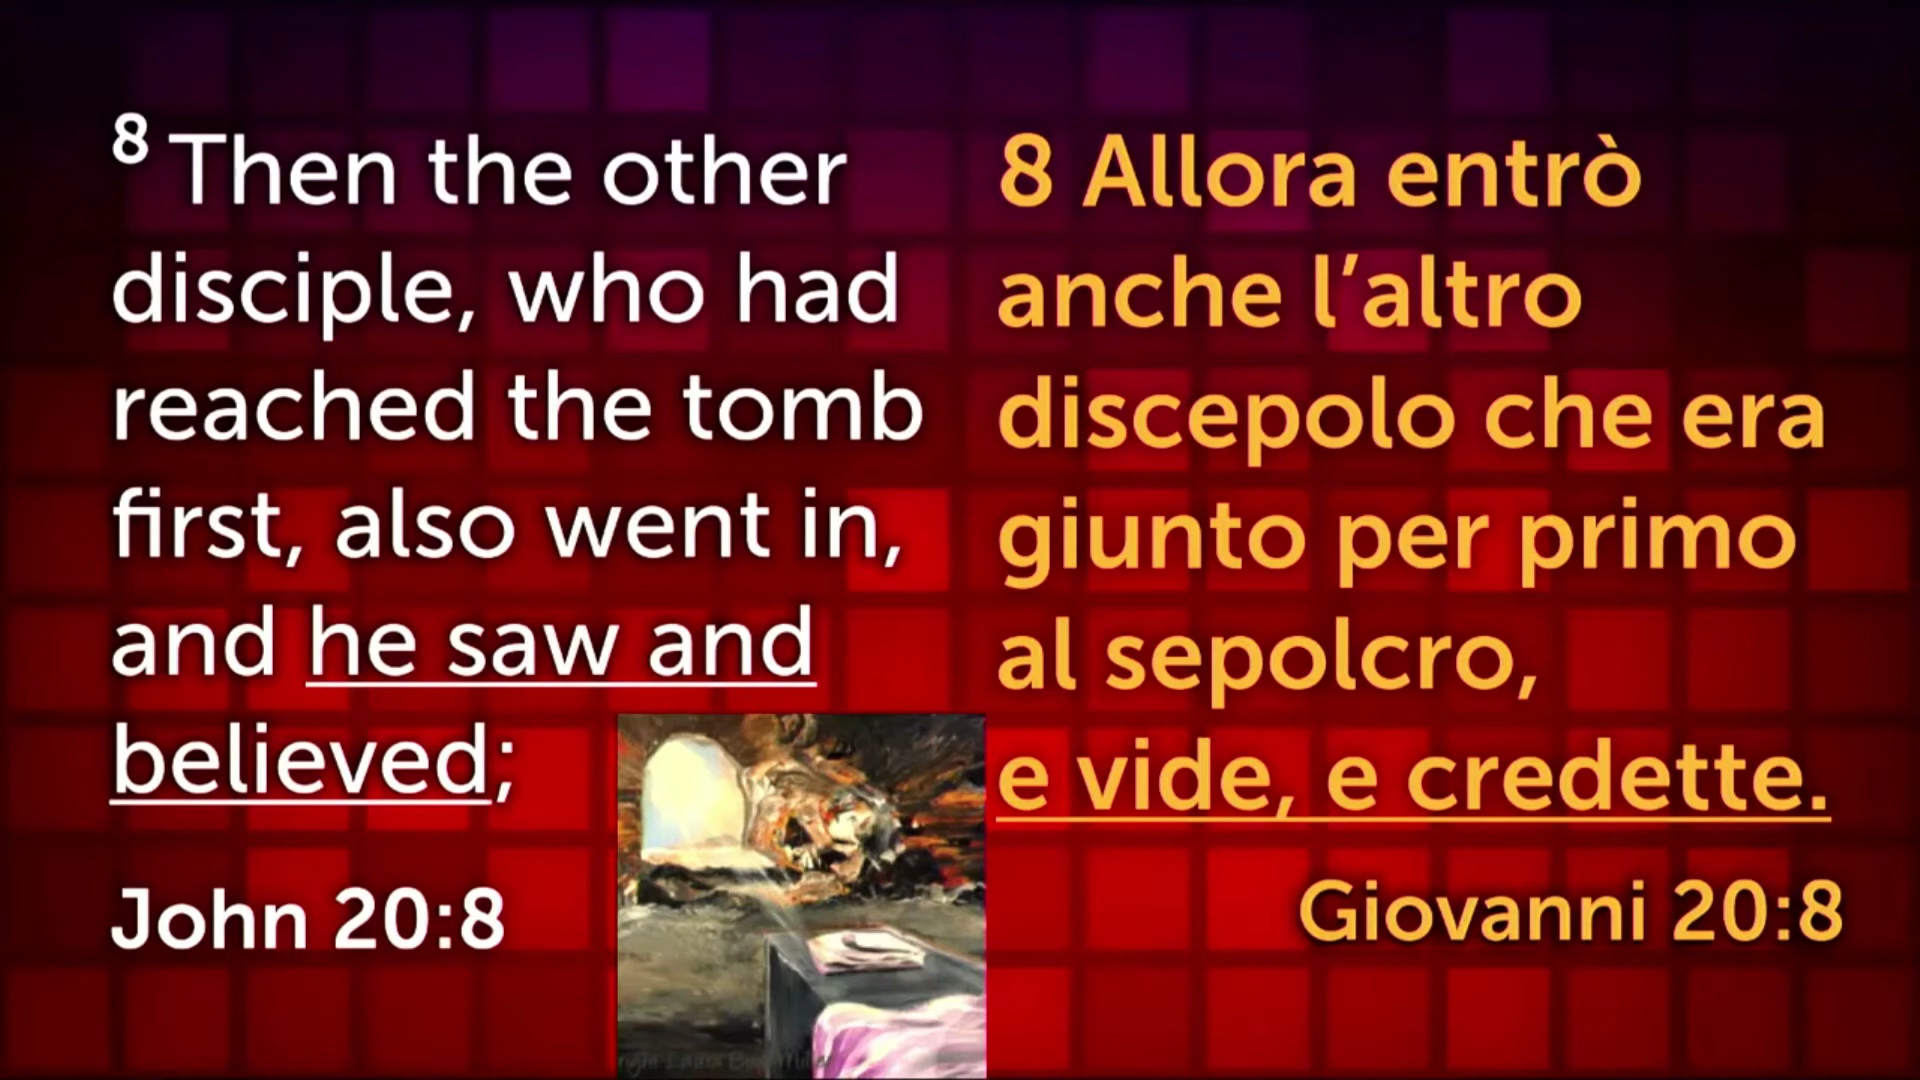 8 Then the other
disciple, who had
reached the tomb
first, also went in,
and he saw and
believed;
John 20:8
8 Allora entrò
anche l’altro
discepolo che era
giunto per primo
al sepolcro,
e vide, e credette.
Giovanni 20:8